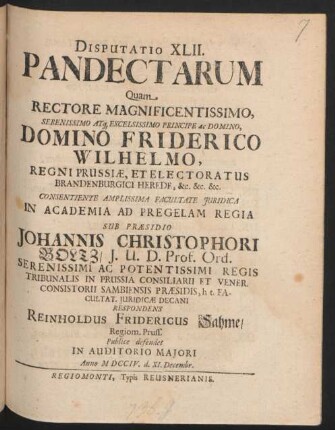 7
DISPUTATIO XLII.
PANDECTARUM
Quam
RECTORE MAGNIFICENTISSIMO,
SERENISSIMO ATQ; EXCELSISSIMO PRINCIPE ac DOMINO,
DOMINO FRIDERICO
WILHELMO,
REGNI PRUSSIÆ, ET ELECTORATUS
BRANDENBURGICI HEREDE, &c. &c. &c.
CONSENTIENTE AMPLISSIMA FACULTATE JURIDICA
IN ACADEMIA AD PREGELAM REGIA
SUB PRÆSIDIO
JOHANNIS CHRISTOPHORI
BOLTZ/ J. U. D. Prof. Ord.
SERENISSIMI AC POTENTISSIMI REGIS
TRIBUNALIS IN PRUSSIA CONSILIARII ET VENER.
CONSISTORII SAMBIENSIS PRÆSIDIS, h t. FA-
CULTAT. JURIDICÆ DECANI
RESPONDENS
REINHOLDUS FRIDERICUS Sahme/
Regiom. Pruss.
Publice defendet
IN AUDITORIO MAJORI
Anno M DCCIV. d. XI. Decembr.
REGIOMONTI, Typis REUSNERIANIS.